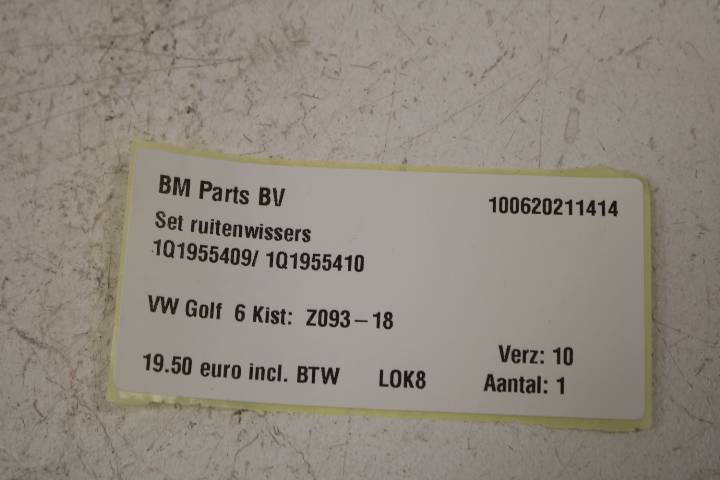 BM Parts BV 100620211414
Set ruitenwissers
1Q1955409/ 1Q1955410
VW Golf 6 Kist: Z093-18
Verz: 10
19.50 euro incl. BTW LOK8 Aantal: 1